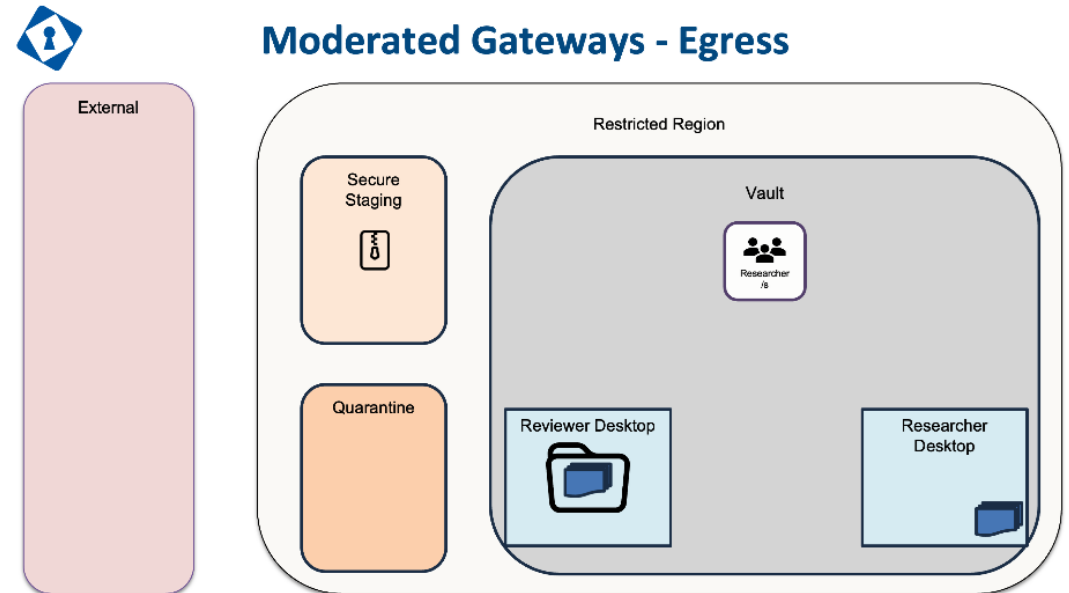 Moderated Gateways - Egress
External
Restricted Region
Secure
Staging
Vault
Researcher
/s
Quarantine
Reviewer Desktop
Researcher
Desktop